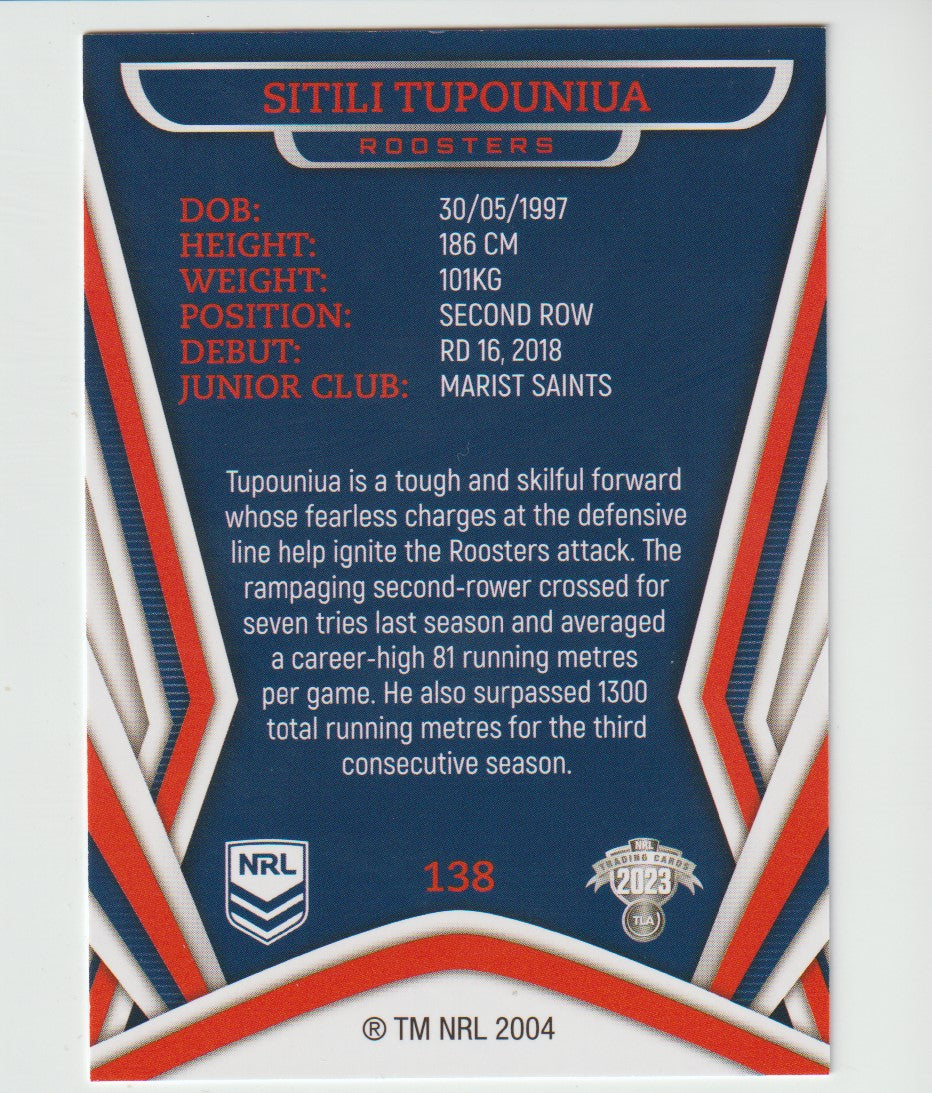 SITILI TUPOUNIUA
ROOSTERS
DOB: 30/05/1997
HEIGHT: 186 CM
WEIGHT: 101KG
POSITION: SECOND ROW
DEBUT: RD 16, 2018
JUNIOR CLUB: MARIST SAINTS
Tupouniua is a tough and skilful forward
whose fearless charges at the defensive
line help ignite the Roosters attack. The
rampaging second-rower crossed for
seven tries last season and averaged
a career-high 81 running metres
per game. He also surpassed 1300
total running metres for the third
consecutive season.
NRL
138
NRL
TRADING CARDS
2023
TLA
® TM NRL 2004